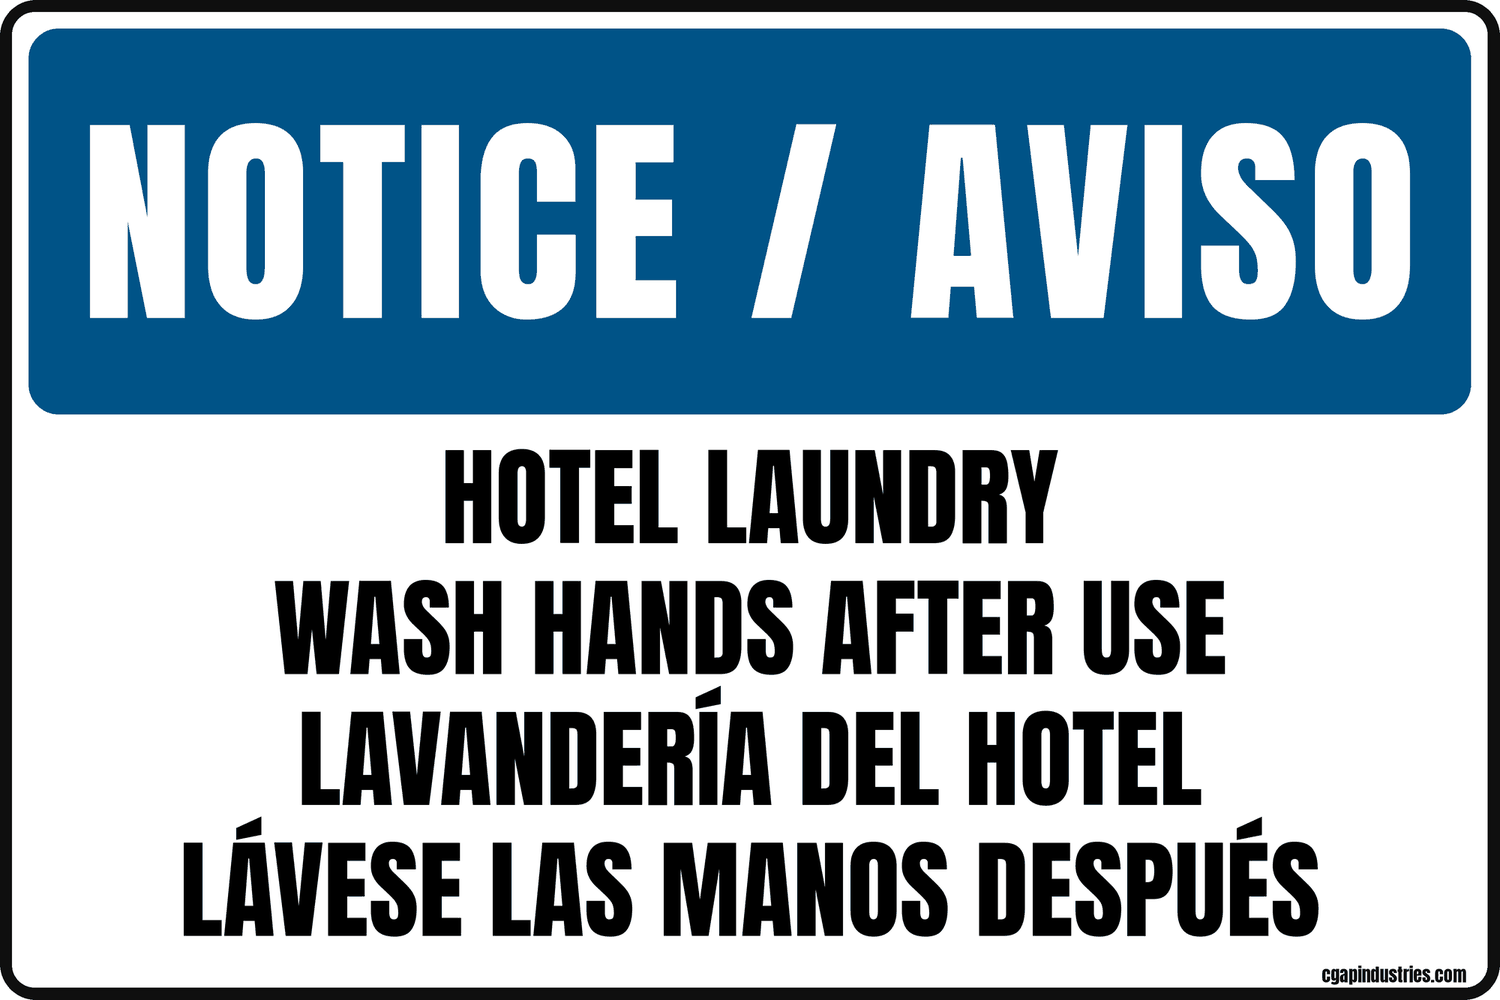 NOTICE / AVISO
HOTEL LAUNDRY
WASH HANDS AFTER USE
LAVANDERÍA DEL HOTEL
LÁVESE LAS MANOS DESPUÉS
cgapindustries.com